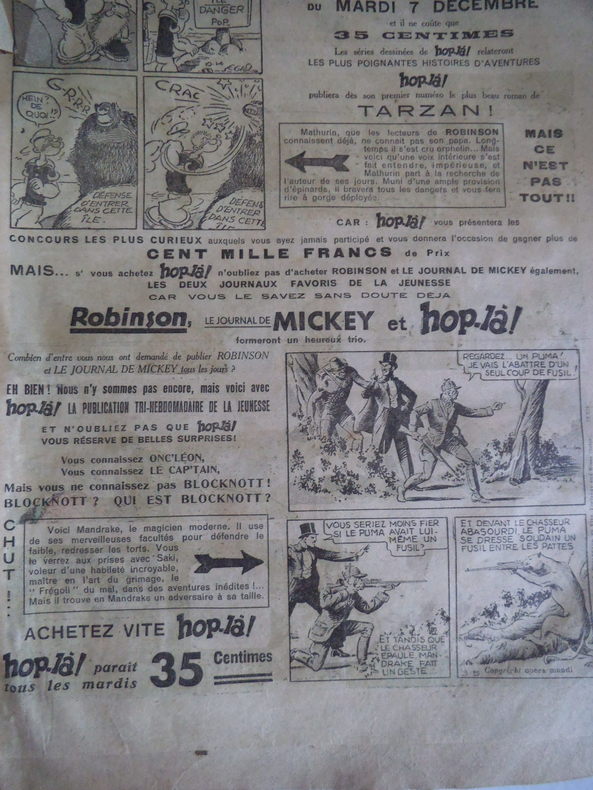 ILE
DANGER
POP.
DU MARDI 7 DECEMBRE
et il ne coûte que
35 CENTIMES
Les séries dessinées de hop-là! relateront
LES PLUS POIGNANTES HISTOIRES D'AVENTURES
hop-là!
publiera dès son premier numéro le plus beau roman de
TARZAN!
G-R-R-R
HEIN? DE QUOI!?
DÉFENSE
D'ENTRER
DANS CETTE
ÎLE.
CRAC
DÉFENSE
D'ENTRER
DANS CETTE
ÎLE.
Mathurin, que les lecteurs de ROBINSON
connaissent déjà, ne connait pas son papa. Long-
temps il s'est cru orphelin... Mais
voici qu'une voix intérieure s'est
fait entendre, impérieuse, et
Mathurin part à la recherche de
l'auteur de ses jours. Muni d'une ample provision
d'épinards, il bravera tous les dangers et vous fera
rire à gorge déployée.
MAIS
CE
N'EST
PAS
TOUT!!
CAR : hop-là! vous présentera les
CONCOURS LES PLUS CURIEUX auxquels vous ayez jamais participé et vous donnera l'occasion de gagner plus de
CENT MILLE FRANCS de Prix
MAIS... si vous achetez hop-là! n'oubliez pas d'acheter ROBINSON et LE JOURNAL DE MICKEY également,
LES DEUX JOURNAUX FAVORIS DE LA JEUNESSE
CAR VOUS LE SAVEZ SANS DOUTE DÉJA
Robinson, LE JOURNAL DE MICKEY et hop-là!
formeront un heureux trio.
Combien d'entre vous nous ont demandé de publier ROBINSON
et LE JOURNAL DE MICKEY tous les jours ?
EH BIEN ! Nous n'y sommes pas encore, mais voici avec
hop-là! LA PUBLICATION TRI-HEBDOMADAIRE DE LA JEUNESSE
ET N'OUBLIEZ PAS QUE hop-là!
VOUS RÉSERVE DE BELLES SURPRISES!
Vous connaissez ONC'LÉON,
Vous connaissez LE CAP'TAIN,
Mais vous ne connaissez pas BLOCKNOTT!
BLOCKNOTT ? QUI EST BLOCKNOTT?
CHUT!!!
Voici Mandrake, le magicien moderne. Il use
de ses merveilleuses facultés pour défendre le
faible, redresser les torts. Vous
le verrez aux prises avec Saki,
voleur d'une habileté incroyable,
maître en l'art du grimage, le
"Frégoli" du mal, dans des aventures inédites !...
Mais il trouve en Mandrake un adversaire à sa taille.
ACHETEZ VITE hop-là!
hop-là! paraît
tous les mardis 35 Centimes
REGARDEZ... UN PUMA!
JE VAIS L'ABATTRE D'UN
SEUL COUP DE FUSIL!
VOUS SERIEZ MOINS FIER
SI LE PUMA AVAIT LUI-
MÊME UN
FUSIL?
ET TANDIS QUE
LE CHASSEUR
ÉPAULE MAN-
DRAKE FAIT
UN GESTE...
ET DEVANT LE CHASSEUR
ABASOURDI LE PUMA
SE DRESSE SOUDAIN UN
FUSIL ENTRE LES PATTES
Copyright opera mundi